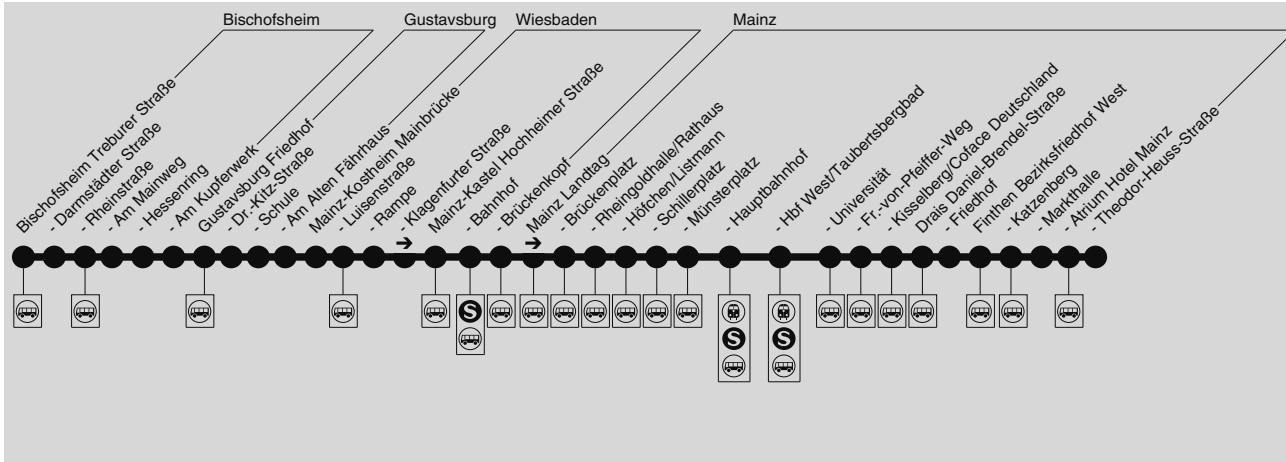 Bischofsheim
Gustavsburg
Wiesbaden
Mainz
Bischofsheim Treburer Straße
- Darmstädter Straße
- Rheinstraße
- Am Mainweg
- Hessenring
- Am Kupferwerk
Gustavsburg Friedhof
- Dr.-Kitz-Straße
- Schule
- Am Alten Fährhaus
Mainz-Kostheim Mainbrücke
- Luisenstraße
- Rampe
- Klagenfurter Straße
Mainz-Kastel Hochheimer Straße
- Bahnhof
- Brückenkopf
Mainz Landtag
- Brückenplatz
- Rheingoldhalle/Rathaus
- Höfchen/Listmann
- Schillerplatz
- Münsterplatz
- Hauptbahnhof
- Hbf West/Taubertsbergbad
- Universität
- Fr.-von-Pfeiffer-Weg
- Kisselberg/Coface Deutschland
Drais Daniel-Brendel-Straße
- Friedhof
Finthen Bezirksfriedhof West
- Katzenberg
- Markthalle
- Atrium Hotel Mainz
- Theodor-Heuss-Straße
S
S
S